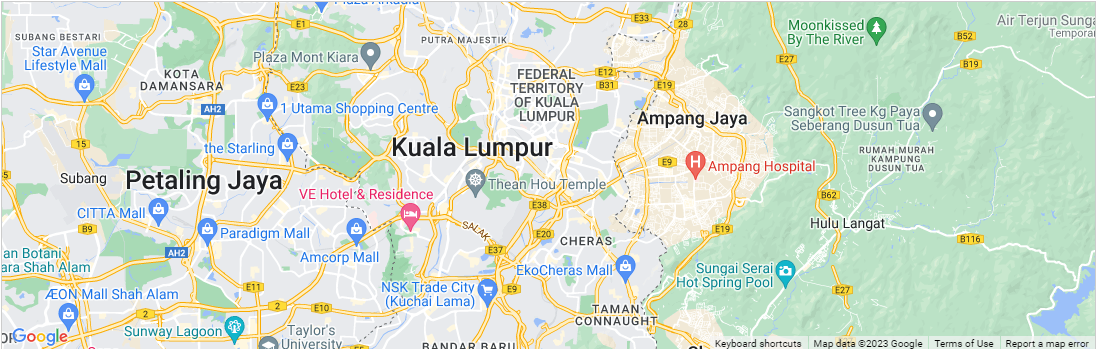 Plaza Arkadia
E1
E33
28
Moonkissed
By The River
Air Terjun Sunga
Temporari
SUBANG BESTARI
Star Avenue
Lifestyle Mall
PUTRA MAJESTIK
Plaza Mont Kiara
B52
KOTA
DAMANSARA
FEDERAL
TERRITORY
OF KUALA
LUMPUR
E12
B31
E19
AH2
1 Utama Shopping Centre
Ampang Jaya
Sangkot Tree Kg Paya
Seberang Dusun Tua
15
the Starling
Kuala Lumpur
E9
Ampang Hospital
RUMAH MURAH
KAMPUNG
DUSUN TUA
Subang
Petaling Jaya
Thean Hou Temple
VE Hotel & Residence
B62
CITTA Mall
E38
Hulu Langat
B9
Paradigm Mall
SALAK
E19
E20
B116
AH2
Amcorp Mall
E37
CHERAS
an Botani
ara Shah Alam
EkoCheras Mall
Sungai Serai
Hot Spring Pool
ÆON Mall Shah Alam
NSK Trade City
(Kuchai Lama)
E9
E27
E27
2
E10
TAMAN
CONNAUGHT
Sunway Lagoon
Taylor's
University
BANDAR BARU
Google
Keyboard shortcuts
Map data ©2023 Google
Terms of Use
Report a map error